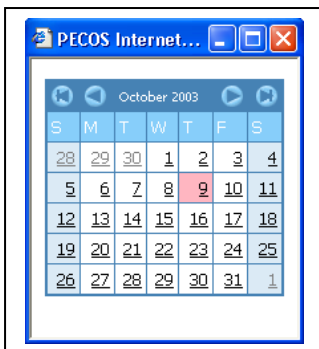 PECOS Internet...
October 2003
S M T W T F S
28 29 30 1 2 3 4
5 6 7 8 9 10 11
12 13 14 15 16 17 18
19 20 21 22 23 24 25
26 27 28 29 30 31 1